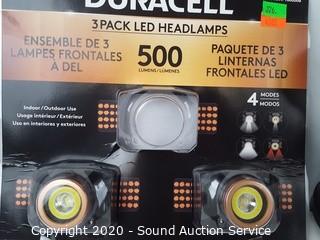 DURACELL
3 PACK LED HEADLAMPS
ENSEMBLE DE 3
LAMPES FRONTALES
À DEL
500
LUMENS/LÚMENES
PAQUETE DE 3
LINTERNAS
FRONTALES LED
4 MODES
MODOS
Indoor/Outdoor Use
Usage intérieur/Extérieur
Uso en interiores y exteriores
Copyright 2020 - Sound Auction Service